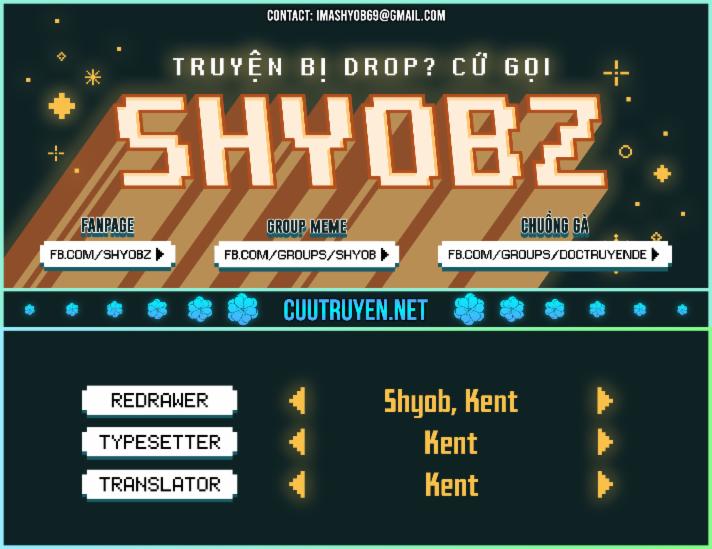 CONTACT: IMASHYOB69@GMAIL.COM
TRUYỆN BỊ DROP? CỨ GỌI
SHYOBZ
FANPAGE
GROUP MEME
CHUỒNG GÀ
FB.COM/SHYOBZ
FB.COM/GROUPS/SHYOB
FB.COM/GROUPS/DOCTRUYENDE
CUUTRUYEN.NET
REDRAWER
Shyob, Kent
TYPESETTER
Kent
TRANSLATOR
Kent